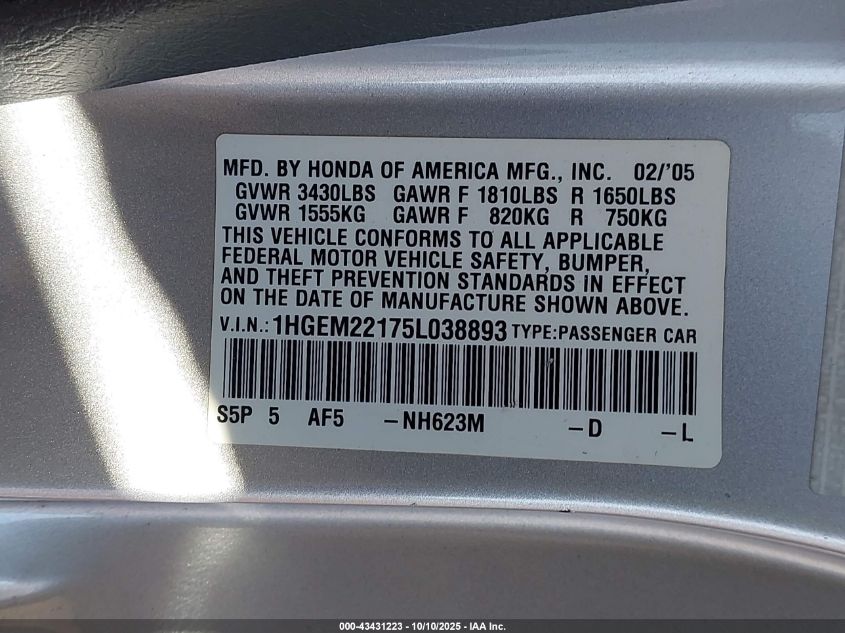 MFD. BY HONDA OF AMERICA MFG., INC. 02/'05
GVWR 3430LBS GAWR F 1810LBS R 1650LBS
GVWR 1555KG GAWR F 820KG R 750KG
THIS VEHICLE CONFORMS TO ALL APPLICABLE
FEDERAL MOTOR VEHICLE SAFETY, BUMPER,
AND THEFT PREVENTION STANDARDS IN EFFECT
ON THE DATE OF MANUFACTURE SHOWN ABOVE.
V.I.N.: 1HGEM22175L038893 TYPE:PASSENGER CAR
S5P 5 AF5 -NH623M -D -L
000-43431223 - 10/10/2025 - IAA Inc.